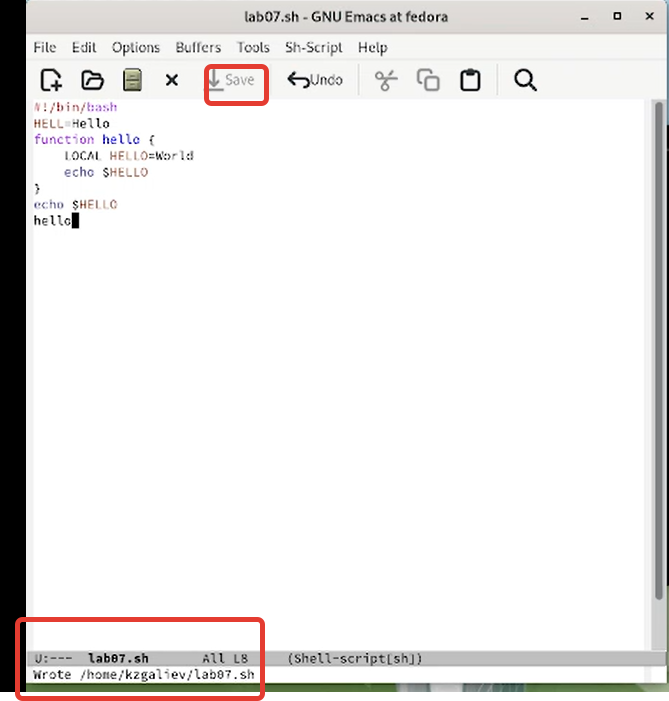 lab07.sh - GNU Emacs at fedora
File Edit Options Buffers Tools Sh-Script Help
Save Undo
#!/bin/bash
HELL=Hello
function hello {
    LOCAL HELLO=World
    echo $HELLO
}
echo $HELLO
hello
U:--- lab07.sh All L8 (Shell-script[sh])
Wrote /home/kzgaliev/lab07.sh